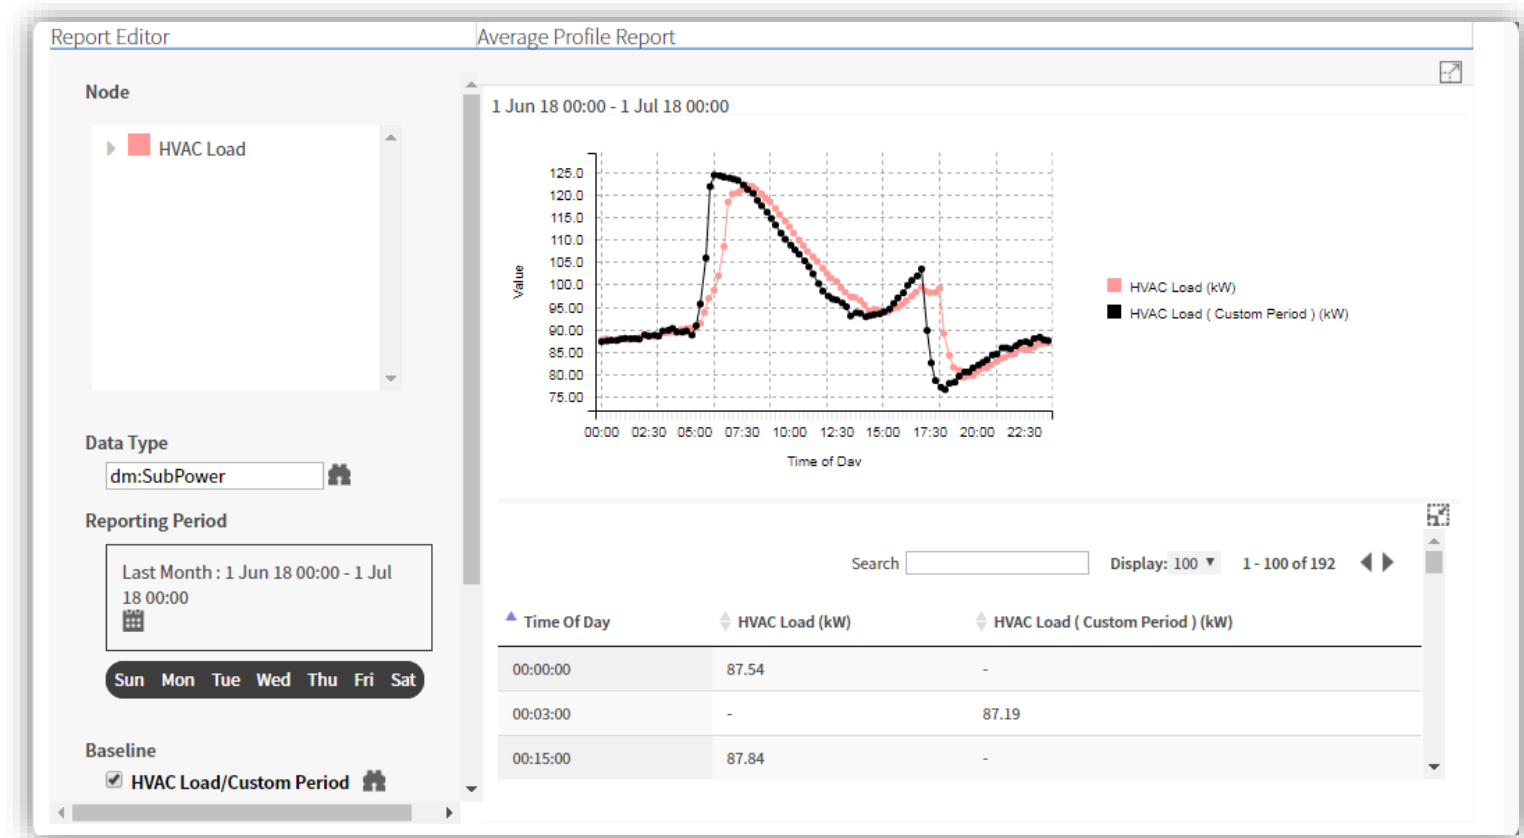 Report Editor
Average Profile Report
Node
HVAC Load
Data Type
dm:SubPower
Reporting Period
Last Month : 1 Jun 18 00:00 - 1 Jul
18 00:00
Sun Mon Tue Wed Thu Fri Sat
Baseline
HVAC Load/Custom Period
1 Jun 18 00:00 - 1 Jul 18 00:00
125.0
120.0
115.0
110.0
105.0
100.0
95.00
90.00
85.00
80.00
75.00
Value
00:00 02:30 05:00 07:30 10:00 12:30 15:00 17:30 20:00 22:30
Time of Day
HVAC Load (kW)
HVAC Load ( Custom Period ) (kW)
Search Display: 100 1 - 100 of 192
Time Of Day HVAC Load (kW) HVAC Load ( Custom Period ) (kW)
00:00:00 87.54 -
00:03:00 - 87.19
00:15:00 87.84 -